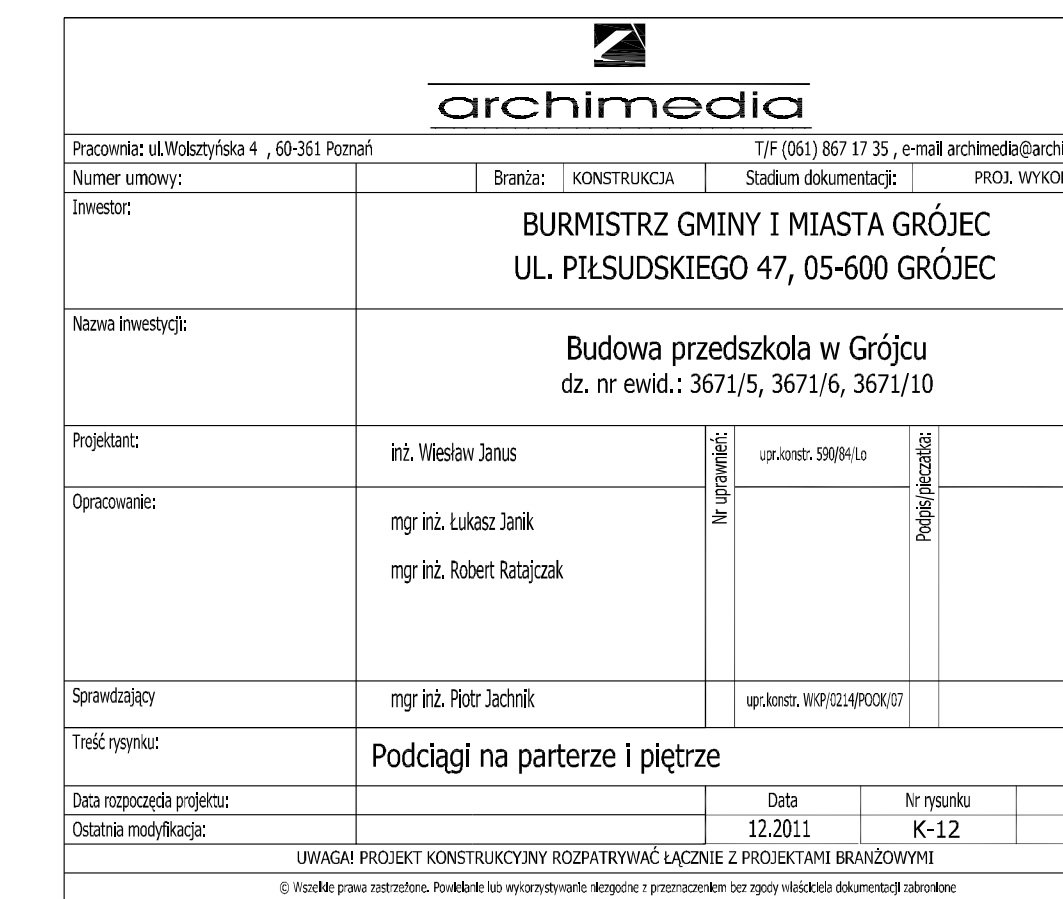 archimedia
Pracownia: ul.Wolsztyńska 4 , 60-361 Poznań T/F (061) 867 17 35 , e-mail archimedia@archi
Numer umowy: Branża: KONSTRUKCJA Stadium dokumentacji: PROJ. WYKO
Inwestor:
BURMISTRZ GMINY I MIASTA GRÓJEC
UL. PIŁSUDSKIEGO 47, 05-600 GRÓJEC
Nazwa inwestycji:
Budowa przedszkola w Grójcu
dz. nr ewid.: 3671/5, 3671/6, 3671/10
Projektant:
inż. Wiesław Janus
Nr uprawnień:
upr.konstr. 590/84/Lo
Podpis/pieczatka:
Opracowanie:
mgr inż. Łukasz Janik
mgr inż. Robert Ratajczak
Sprawdzający mgr inż. Piotr Jachnik upr.konstr. WKP/0214/POOK/07
Treść rysynku: Podciągi na parterze i piętrze
Data rozpoczęcia projektu: Data Nr rysunku
Ostatnia modyfikacja: 12.2011 K-12
UWAGA! PROJEKT KONSTRUKCYJNY ROZPATRYWAĆ ŁĄCZNIE Z PROJEKTAMI BRANŻOWYMI
© Wszelkie prawa zastrzeżone. Powielanie lub wykorzystywanie niezgodne z przeznaczeniem bez zgody właściciela dokumentacji zabronione